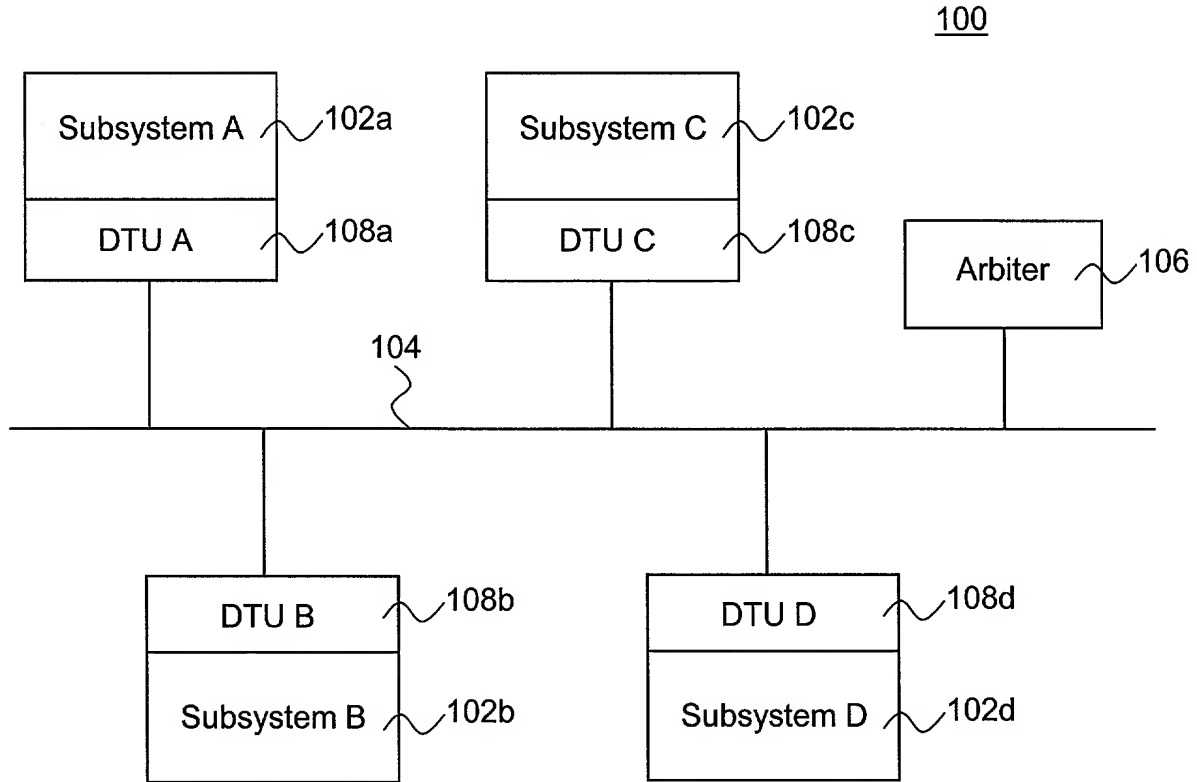 100
Subsystem A
102a
Subsystem C
102c
DTU A
108a
DTU C
108c
Arbiter
106
104
DTU B
108b
DTU D
108d
Subsystem B
102b
Subsystem D
102d